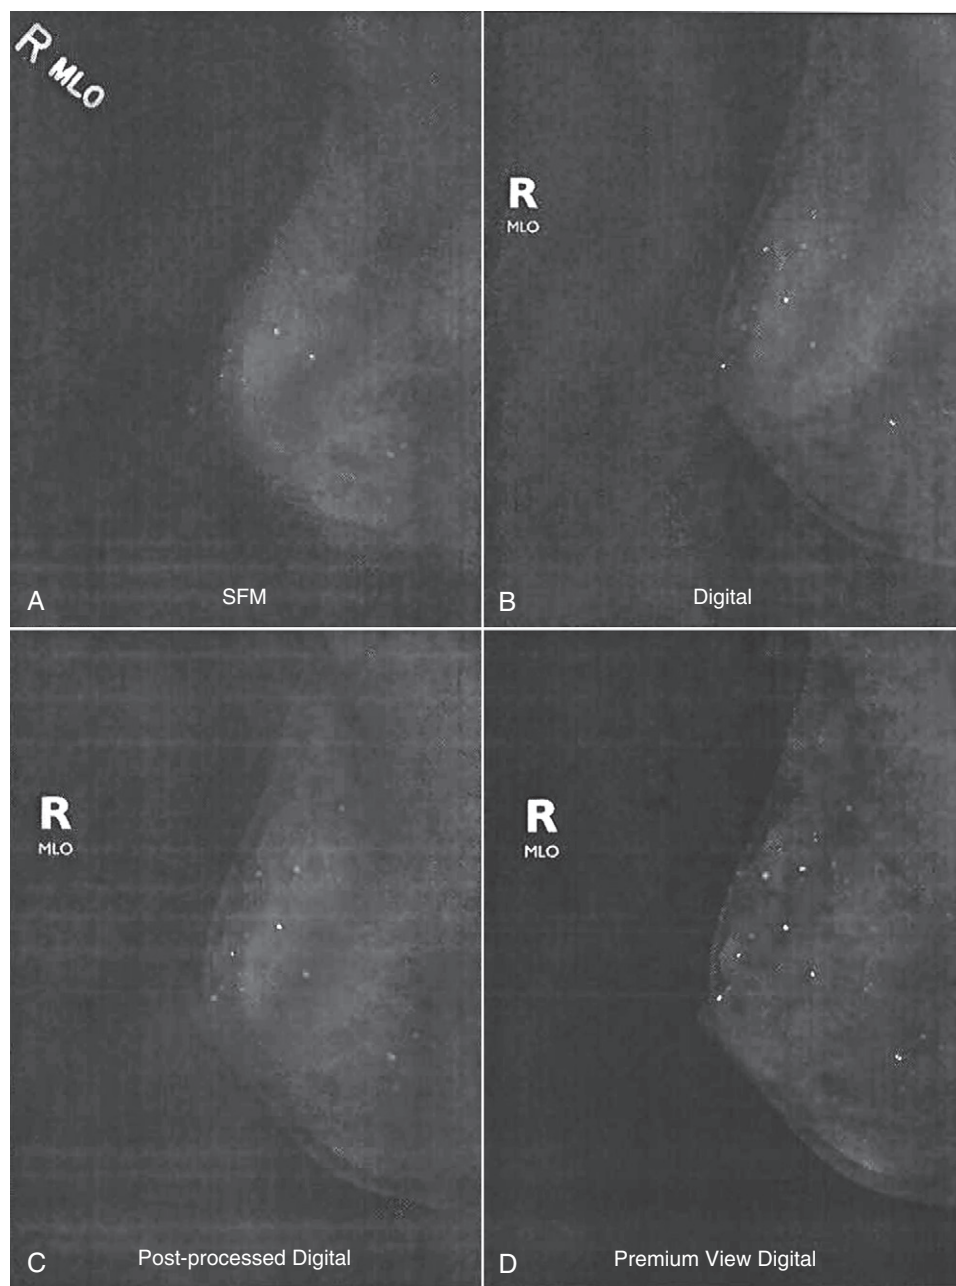 R MLO
A
SFM
R
MLO
B
Digital
R
MLO
C
Post-processed Digital
R
MLO
D
Premium View Digital